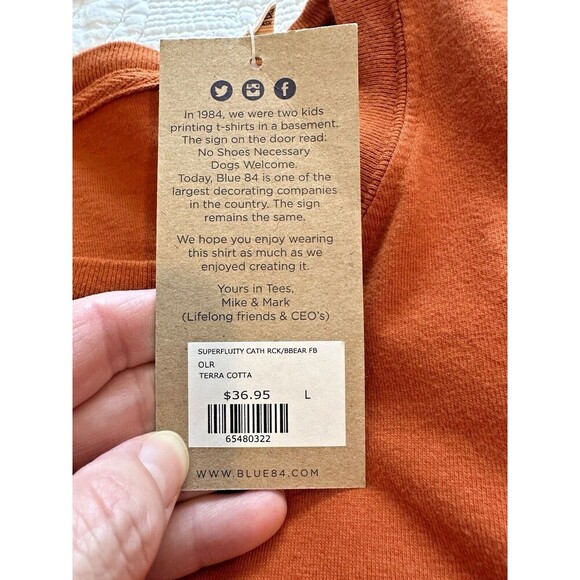 In 1984, we were two kids
printing t-shirts in a basement.
The sign on the door read:
No Shoes Necessary
Dogs Welcome.
Today, Blue 84 is one of the
largest decorating companies
in the country. The sign
remains the same.
We hope you enjoy wearing
this shirt as much as we
enjoyed creating it.
Yours in Tees,
Mike & Mark
(Lifelong friends & CEO's)
SUPERFLUITY CATH RCK/BBEAR FB
OLR
TERRA COTTA
$36.95 L
65480322
WWW.BLUE84.COM